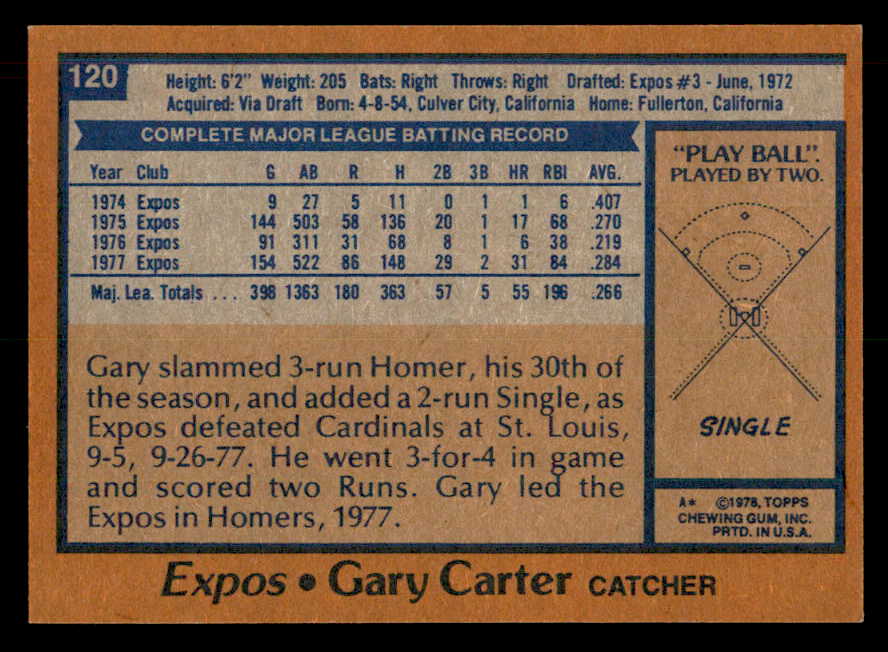 120
Height: 6'2" Weight: 205 Bats: Right Throws: Right Drafted: Expos #3 - June, 1972
Acquired: Via Draft Born: 4-8-54, Culver City, California Home: Fullerton, California
COMPLETE MAJOR LEAGUE BATTING RECORD
Year Club G AB R H 2B 3B HR RBI AVG.
1974 Expos 9 27 5 11 0 1 1 6 .407
1975 Expos 144 503 58 136 20 1 17 68 .270
1976 Expos 91 311 31 68 8 1 6 38 .219
1977 Expos 154 522 86 148 29 2 31 84 .284
Maj. Lea. Totals ... 398 1363 180 363 57 5 55 196 .266
Gary slammed 3-run Homer, his 30th of
the season, and added a 2-run Single, as
Expos defeated Cardinals at St. Louis,
9-5, 9-26-77. He went 3-for-4 in game
and scored two Runs. Gary led the
Expos in Homers, 1977.
"PLAY BALL".
PLAYED BY TWO.
SINGLE
A* ©1978, TOPPS
CHEWING GUM, INC.
PRTD. IN U.S.A.
Expos • Gary Carter CATCHER